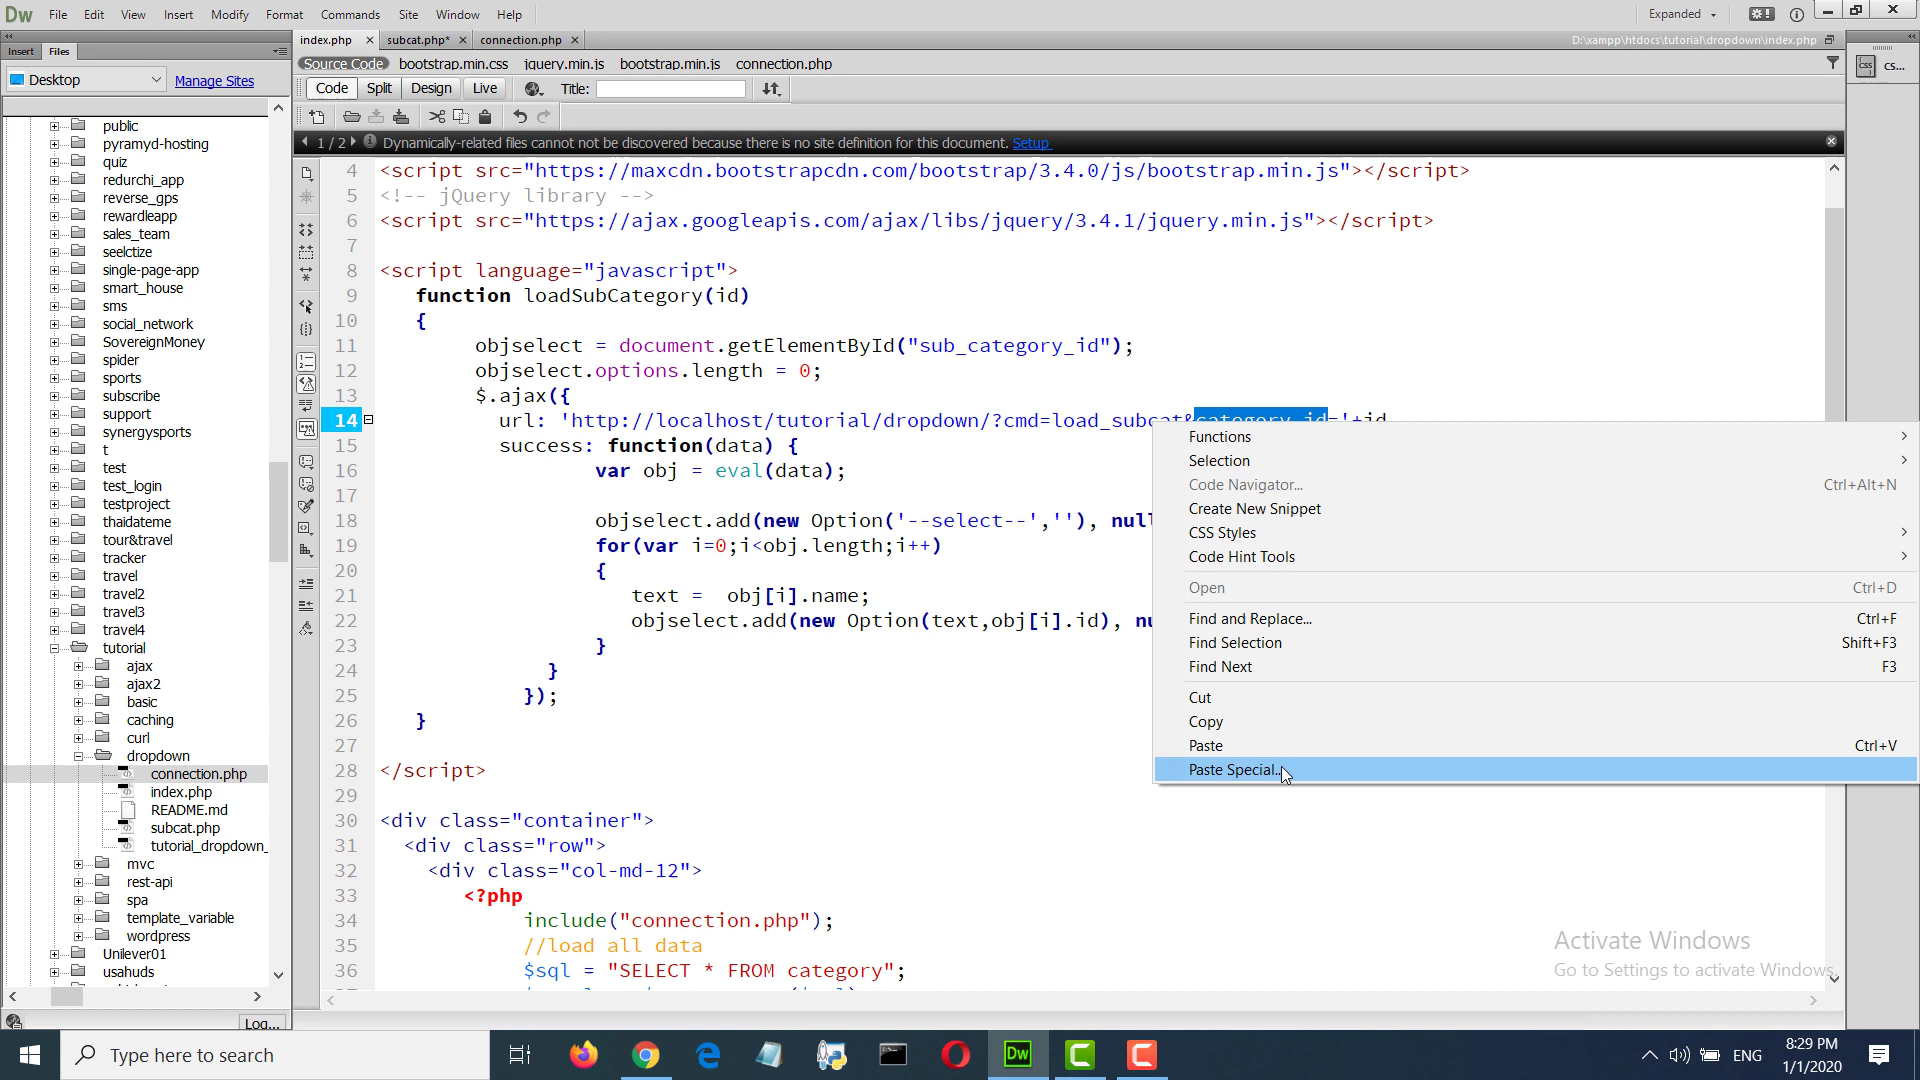 Dw File Edit View Insert Modify Format Commands Site Window Help Expanded
Insert Files
index.php subcat.php* connection.php D:\xampp\htdocs\tutorial\dropdown\index.php
Source Code bootstrap.min.css jquery.min.js bootstrap.min.js connection.php
Desktop Manage Sites
Code Split Design Live Title:
css cs...
1 / 2 Dynamically-related files cannot not be discovered because there is no site definition for this document. Setup
public
pyramyd-hosting
quiz
redurchi_app
reverse_gps
rewardleapp
sales_team
seelctize
single-page-app
smart_house
sms
social_network
SovereignMoney
spider
sports
subscribe
support
synergysports
t
test
test_login
testproject
thaidateme
tour&travel
tracker
travel
travel2
travel3
travel4
tutorial
ajax
ajax2
basic
caching
curl
dropdown
connection.php
index.php
README.md
subcat.php
tutorial_dropdown_
mvc
rest-api
spa
template_variable
wordpress
Unilever01
usahuds
Log...
4 <script src="https://maxcdn.bootstrapcdn.com/bootstrap/3.4.0/js/bootstrap.min.js"></script>
5 <!-- jQuery library -->
6 <script src="https://ajax.googleapis.com/ajax/libs/jquery/3.4.1/jquery.min.js"></script>
7
8 <script language="javascript">
9 function loadSubCategory(id)
10 {
11 objselect = document.getElementById("sub_category_id");
12 objselect.options.length = 0;
13 $.ajax({
14 url: 'http://localhost/tutorial/dropdown/?cmd=load_subcat&category_id='+id
15 success: function(data) {
16 var obj = eval(data);
17
18 objselect.add(new Option('--select--',''), null
19 for(var i=0;i<obj.length;i++)
20 {
21 text = obj[i].name;
22 objselect.add(new Option(text,obj[i].id), nu
23 }
24 }
25 });
26 }
27
28 </script>
29
30 <div class="container">
31 <div class="row">
32 <div class="col-md-12">
33 <?php
34 include("connection.php");
35 //load all data
36 $sql = "SELECT * FROM category";
Functions
Selection
Code Navigator... Ctrl+Alt+N
Create New Snippet
CSS Styles
Code Hint Tools
Open Ctrl+D
Find and Replace... Ctrl+F
Find Selection Shift+F3
Find Next F3
Cut
Copy
Paste Ctrl+V
Paste Special...
Activate Windows
Go to Settings to activate Windows.
Type here to search
Dw
ENG
8:29 PM
1/1/2020